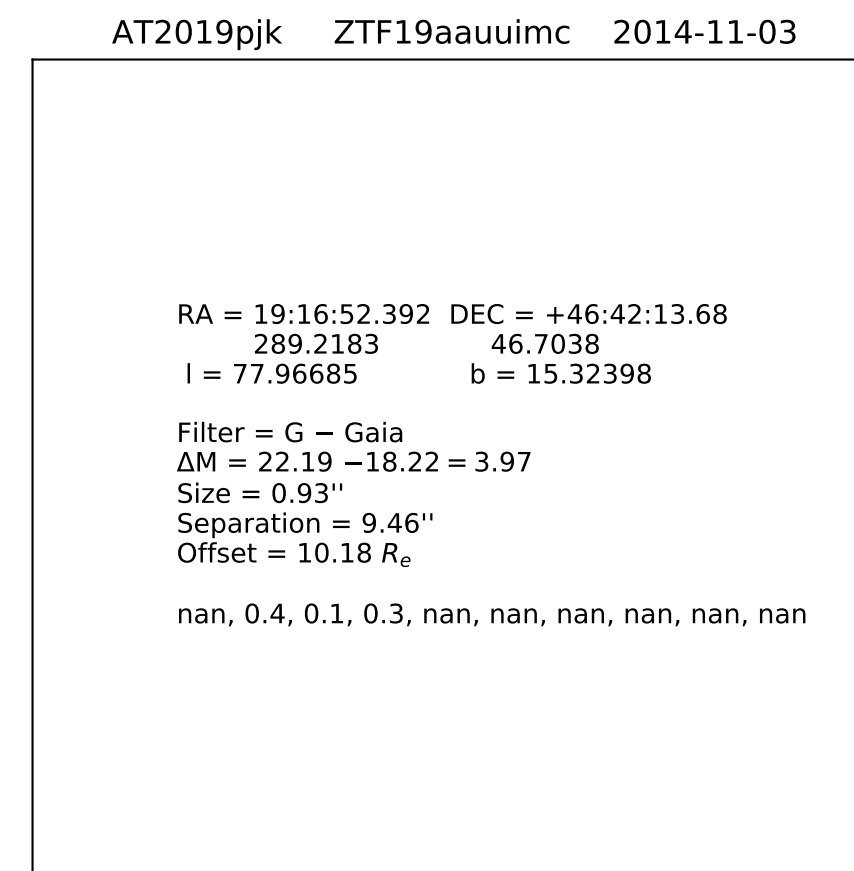 AT2019pjk ZTF19aauuimc 2014-11-03
RA = 19:16:52.392 DEC = +46:42:13.68
289.2183 46.7038
l = 77.96685 b = 15.32398
Filter = G − Gaia
ΔM = 22.19 −18.22 = 3.97
Size = 0.93''
Separation = 9.46''
Offset = 10.18 Rₑ
nan, 0.4, 0.1, 0.3, nan, nan, nan, nan, nan, nan